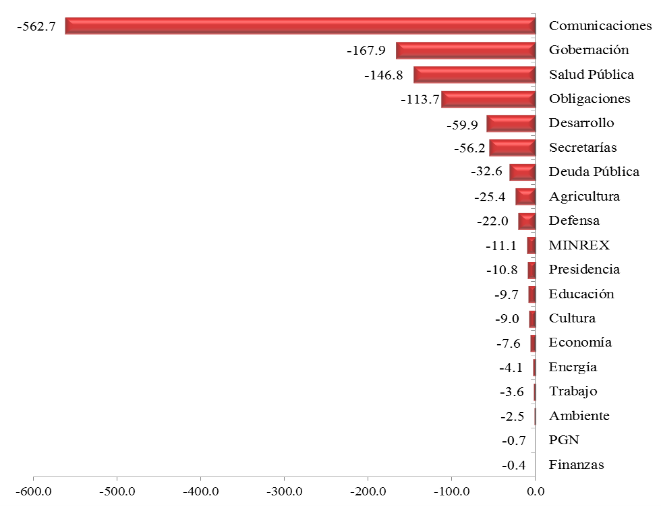 -562.7 Comunicaciones
-167.9 Gobernación
-146.8 Salud Pública
-113.7 Obligaciones
-59.9 Desarrollo
-56.2 Secretarías
-32.6 Deuda Pública
-25.4 Agricultura
-22.0 Defensa
-11.1 MINREX
-10.8 Presidencia
-9.7 Educación
-9.0 Cultura
-7.6 Economía
-4.1 Energía
-3.6 Trabajo
-2.5 Ambiente
-0.7 PGN
-0.4 Finanzas
-600.0 -500.0 -400.0 -300.0 -200.0 -100.0 0.0